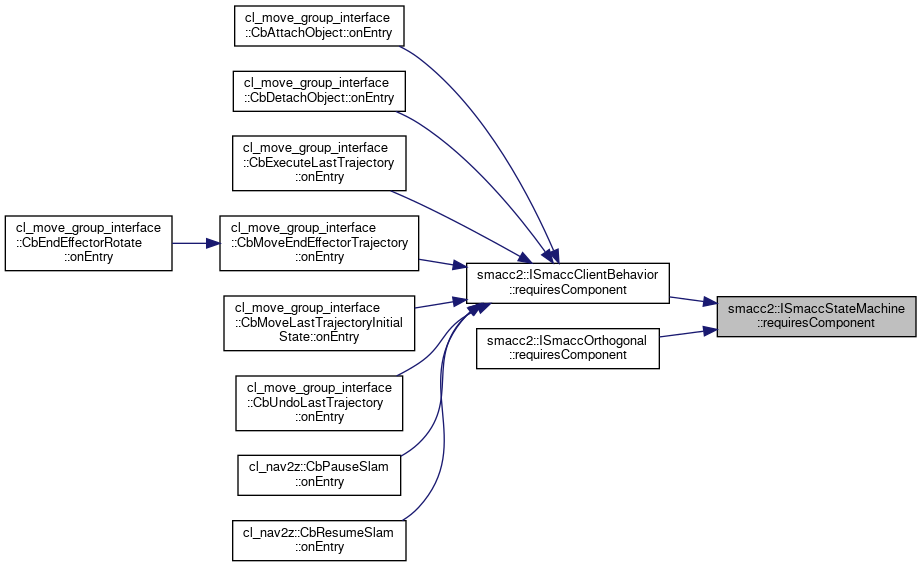 cl_move_group_interface
::CbAttachObject::onEntry
cl_move_group_interface
::CbDetachObject::onEntry
cl_move_group_interface
::CbExecuteLastTrajectory
::onEntry
cl_move_group_interface
::CbEndEffectorRotate
::onEntry
cl_move_group_interface
::CbMoveEndEffectorTrajectory
::onEntry
smacc2::ISmaccClientBehavior
::requiresComponent
smacc2::ISmaccStateMachine
::requiresComponent
cl_move_group_interface
::CbMoveLastTrajectoryInitial
State::onEntry
smacc2::ISmaccOrthogonal
::requiresComponent
cl_move_group_interface
::CbUndoLastTrajectory
::onEntry
cl_nav2z::CbPauseSlam
::onEntry
cl_nav2z::CbResumeSlam
::onEntry